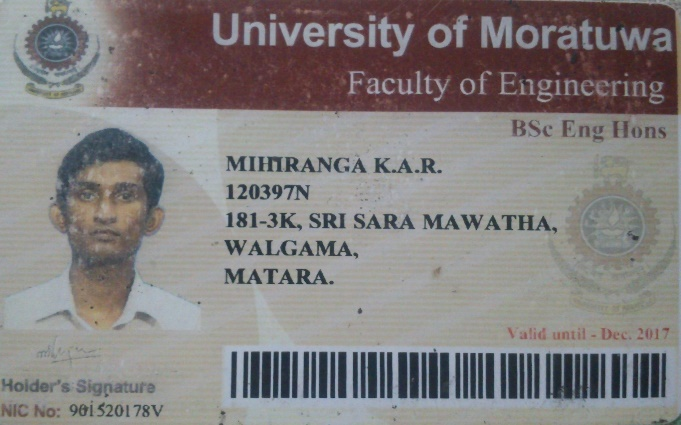 University of Moratuwa
Faculty of Engineering
BSc Eng Hons
MIHIRANGA K.A.R.
120397N
181-3K, SRI SARA MAWATHA,
WALGAMA,
MATARA.
Valid until - Dec. 2017
Holder's Signature
NIC No: 901520178V